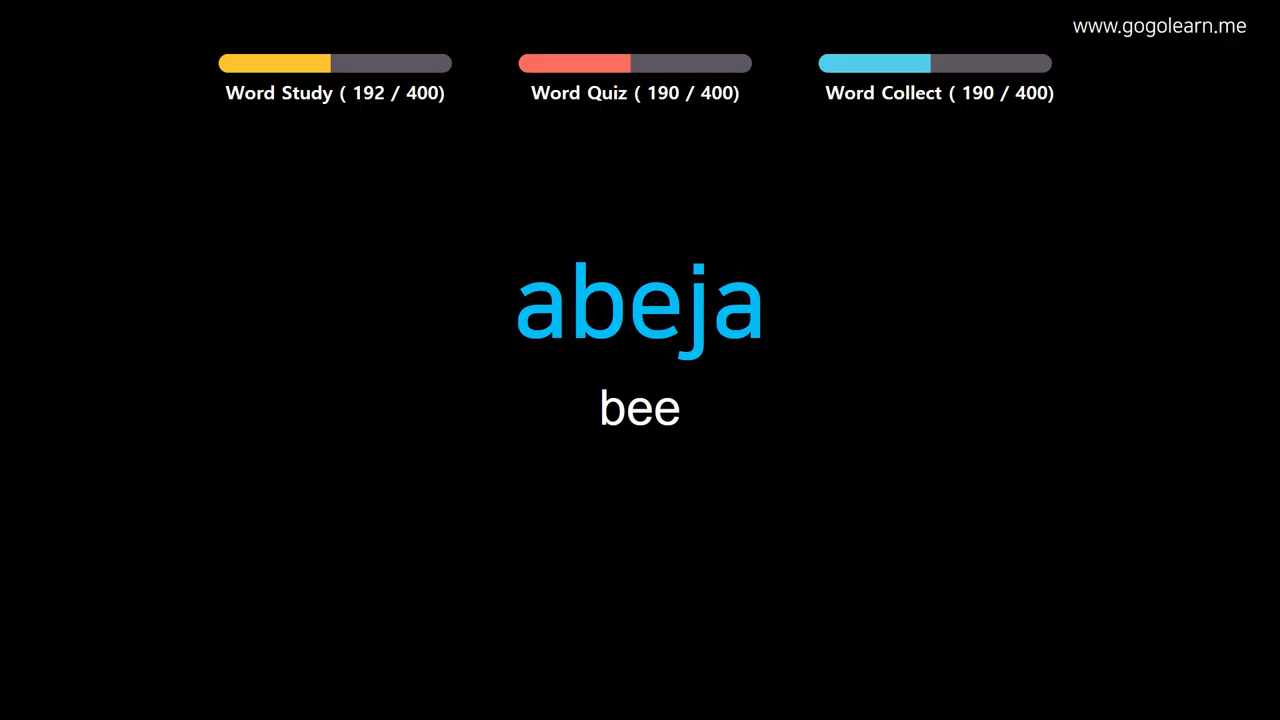 www.gogolearn.me
Word Study ( 192 / 400)
Word Quiz ( 190 / 400)
Word Collect ( 190 / 400)
abeja
bee